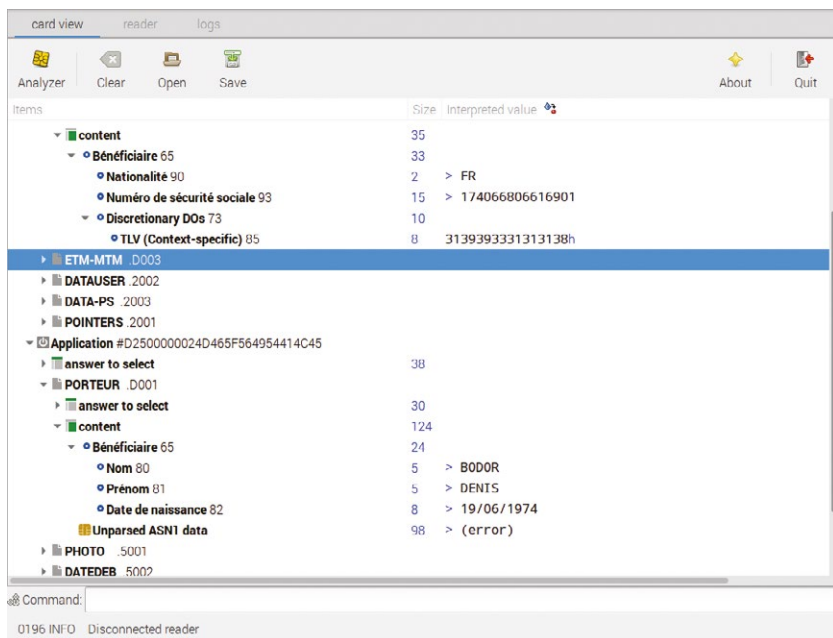 card view reader logs
Analyzer Clear Open Save About Quit
Items Size Interpreted value
content 35
Bénéficiaire 65 33
Nationalité 90 2 > FR
Numéro de sécurité sociale 93 15 > 174066806616901
Discretionary DOs 73 10
TLV (Context-specific) 85 8 3139393331313138h
ETM-MTM .D003
DATAUSER .2002
DATA-PS .2003
POINTERS .2001
Application #D2500000024D465F564954414C45
answer to select 38
PORTEUR .D001
answer to select 30
content 124
Bénéficiaire 65 24
Nom 80 5 > BODOR
Prénom 81 5 > DENIS
Date de naissance 82 8 > 19/06/1974
Unparsed ASN1 data 98 > (error)
PHOTO .5001
DATEDEB .5002
Command:
0196 INFO Disconnected reader